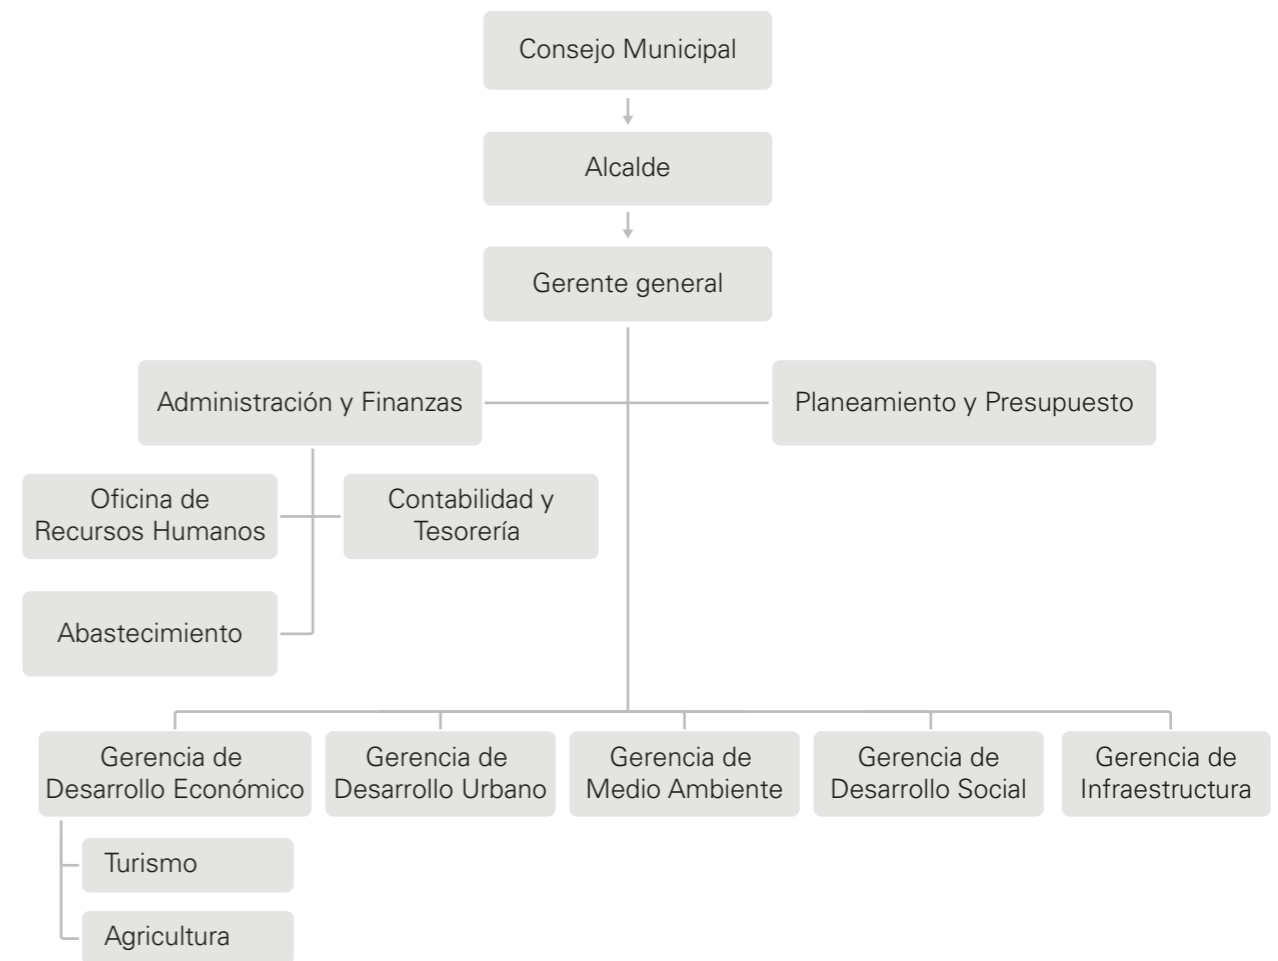 Consejo Municipal
Alcalde
Gerente general
Administración y Finanzas
Planeamiento y Presupuesto
Oficina de
Recursos Humanos
Contabilidad y
Tesorería
Abastecimiento
Gerencia de
Desarrollo Económico
Gerencia de
Desarrollo Urbano
Gerencia de
Medio Ambiente
Gerencia de
Desarrollo Social
Gerencia de
Infraestructura
Turismo
Agricultura